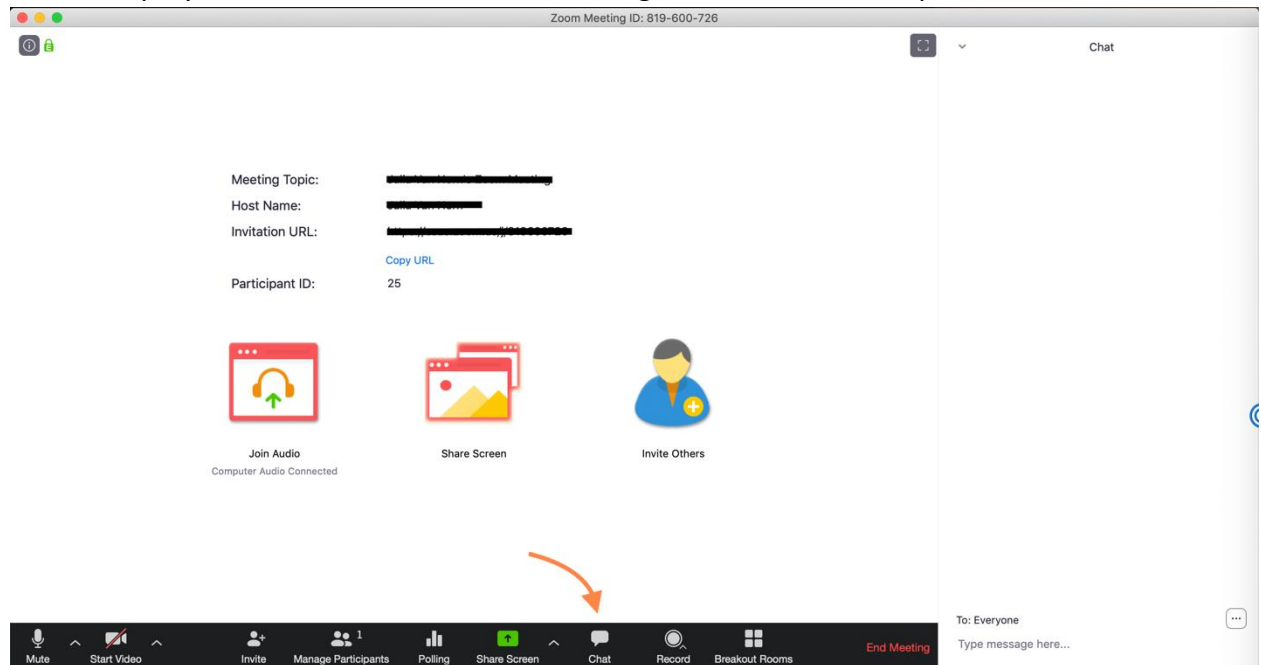 Zoom Meeting ID: 819-600-726
Chat
Meeting Topic:
Host Name:
Invitation URL:
Copy URL
Participant ID: 25
Join Audio
Computer Audio Connected
Share Screen
Invite Others
To: Everyone
Type message here...
Mute
Start Video
Invite
1
Manage Participants
Polling
Share Screen
Chat
Record
Breakout Rooms
End Meeting